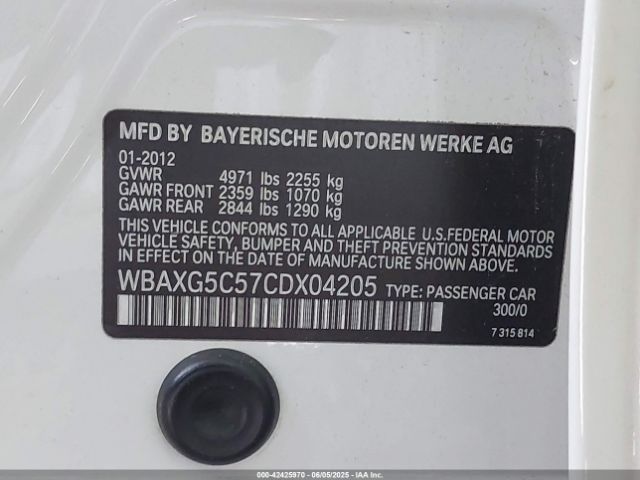 MFD BY BAYERISCHE MOTOREN WERKE AG
01-2012
GVWR 4971 lbs 2255 kg
GAWR FRONT 2359 lbs 1070 kg
GAWR REAR 2844 lbs 1290 kg
THIS VEHICLE CONFORMS TO ALL APPLICABLE U.S.FEDERAL MOTOR
VEHICLE SAFETY, BUMPER AND THEFT PREVENTION STANDARDS
IN EFFECT ON THE DATE OF MANUFACTURE SHOWN ABOVE.
WBAXG5C57CDX04205 TYPE: PASSENGER CAR
300/0
7 315 814
000-42425970 - 06/05/2025 - IAA Inc.